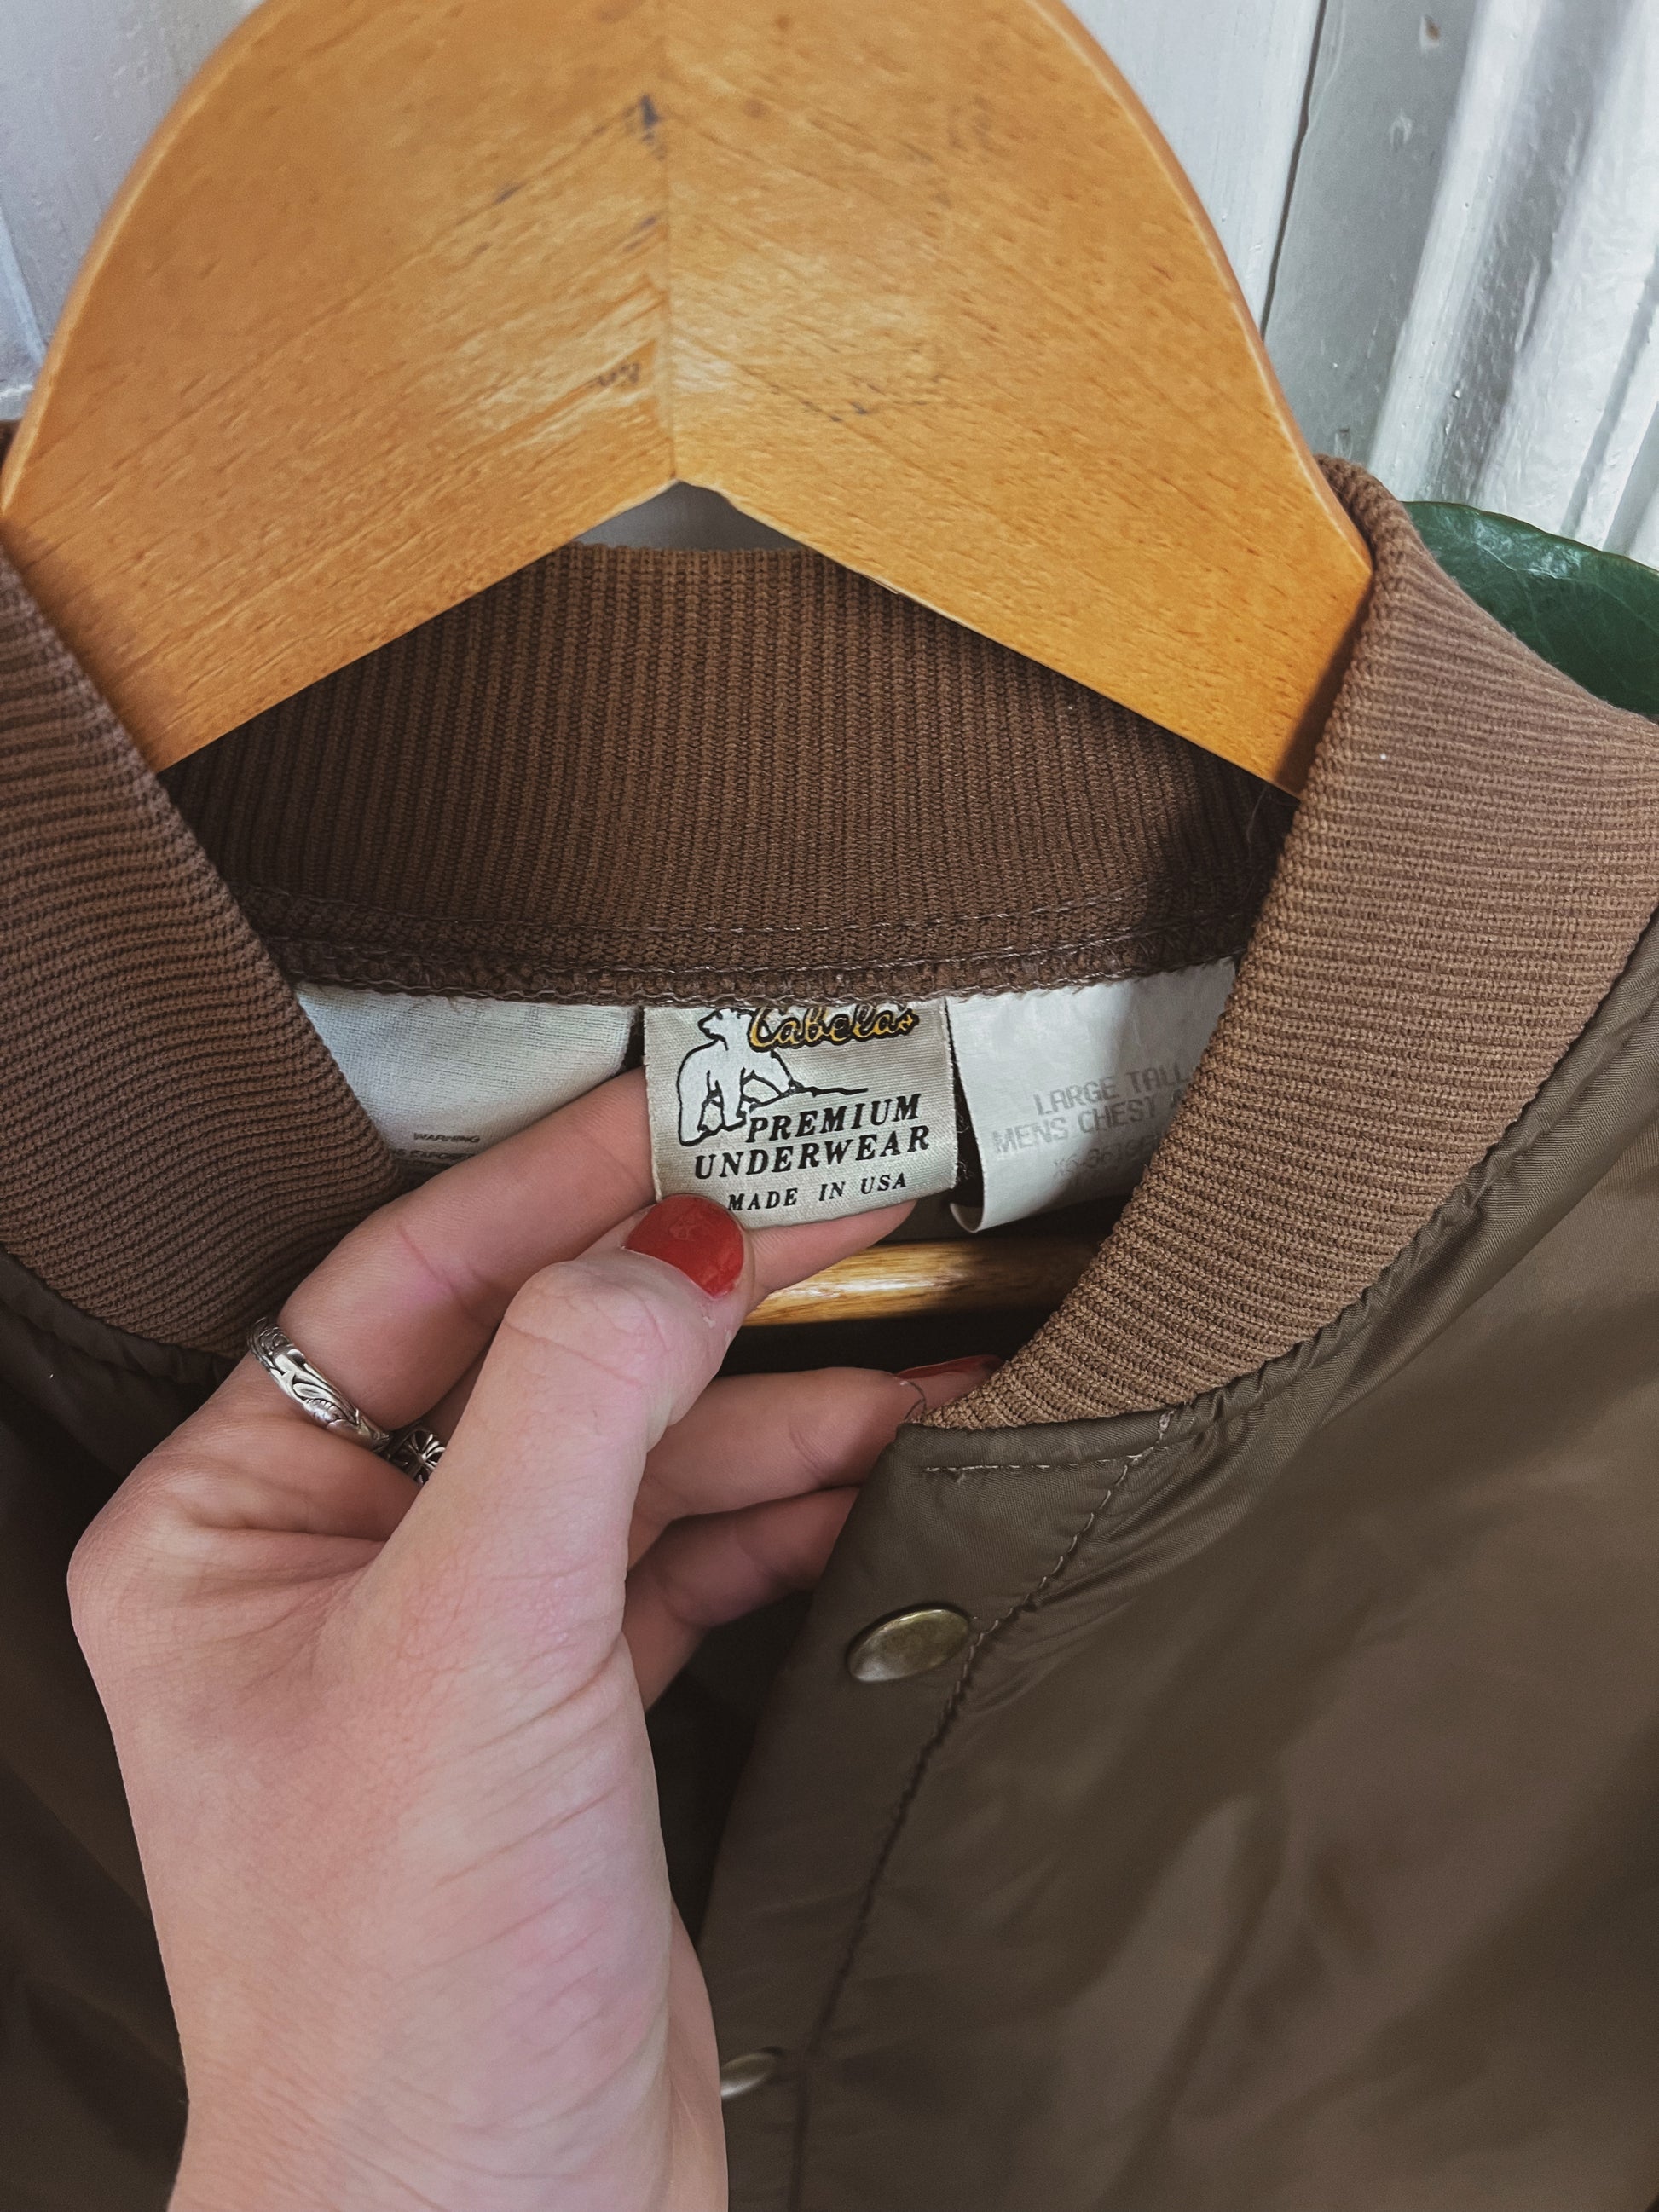 Cabela's
PREMIUM
UNDERWEAR
MADE IN USA
LARGE TALL
MENS CHEST
WARNING